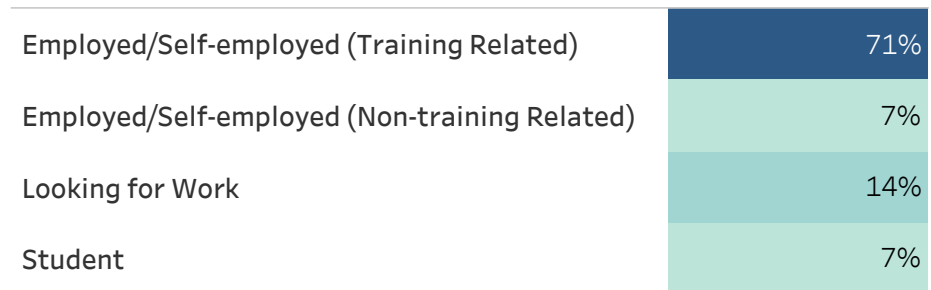 Employed/Self-employed (Training Related) 71%
Employed/Self-employed (Non-training Related) 7%
Looking for Work 14%
Student 7%